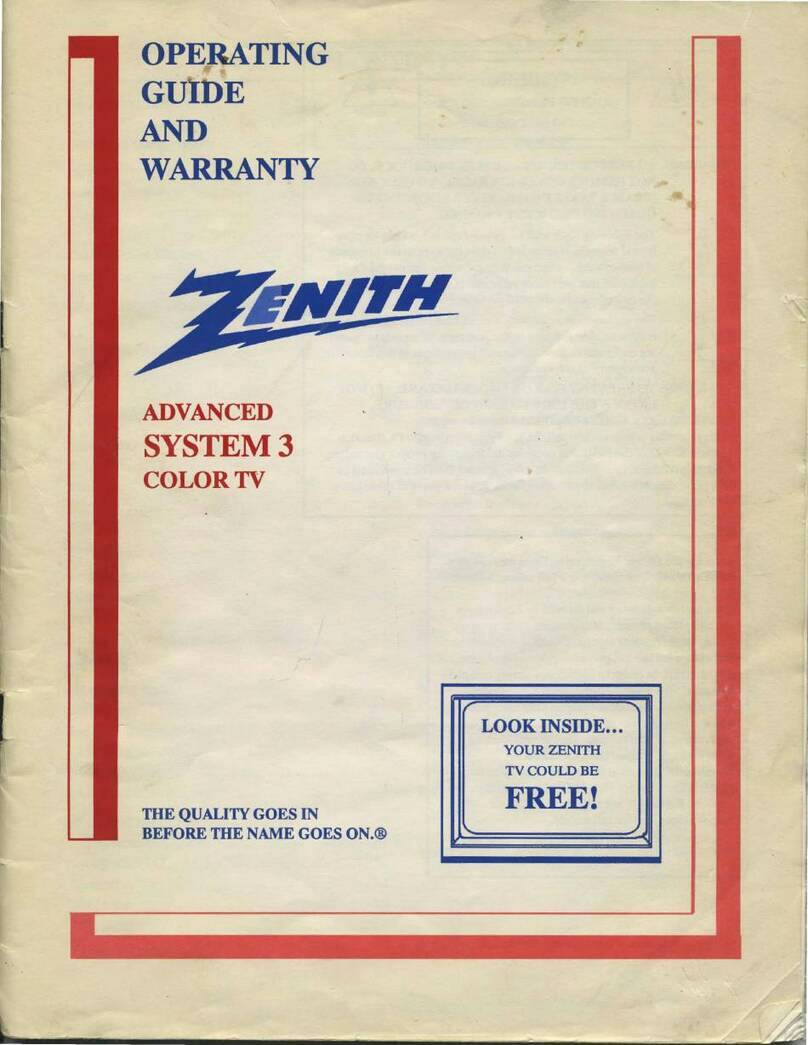 OPERATING
GUIDE
AND
WARRANTY
ZENITH
ADVANCED
SYSTEM 3
COLOR TV
LOOK INSIDE...
YOUR ZENITH
TV COULD BE
FREE!
THE QUALITY GOES IN
BEFORE THE NAME GOES ON.®